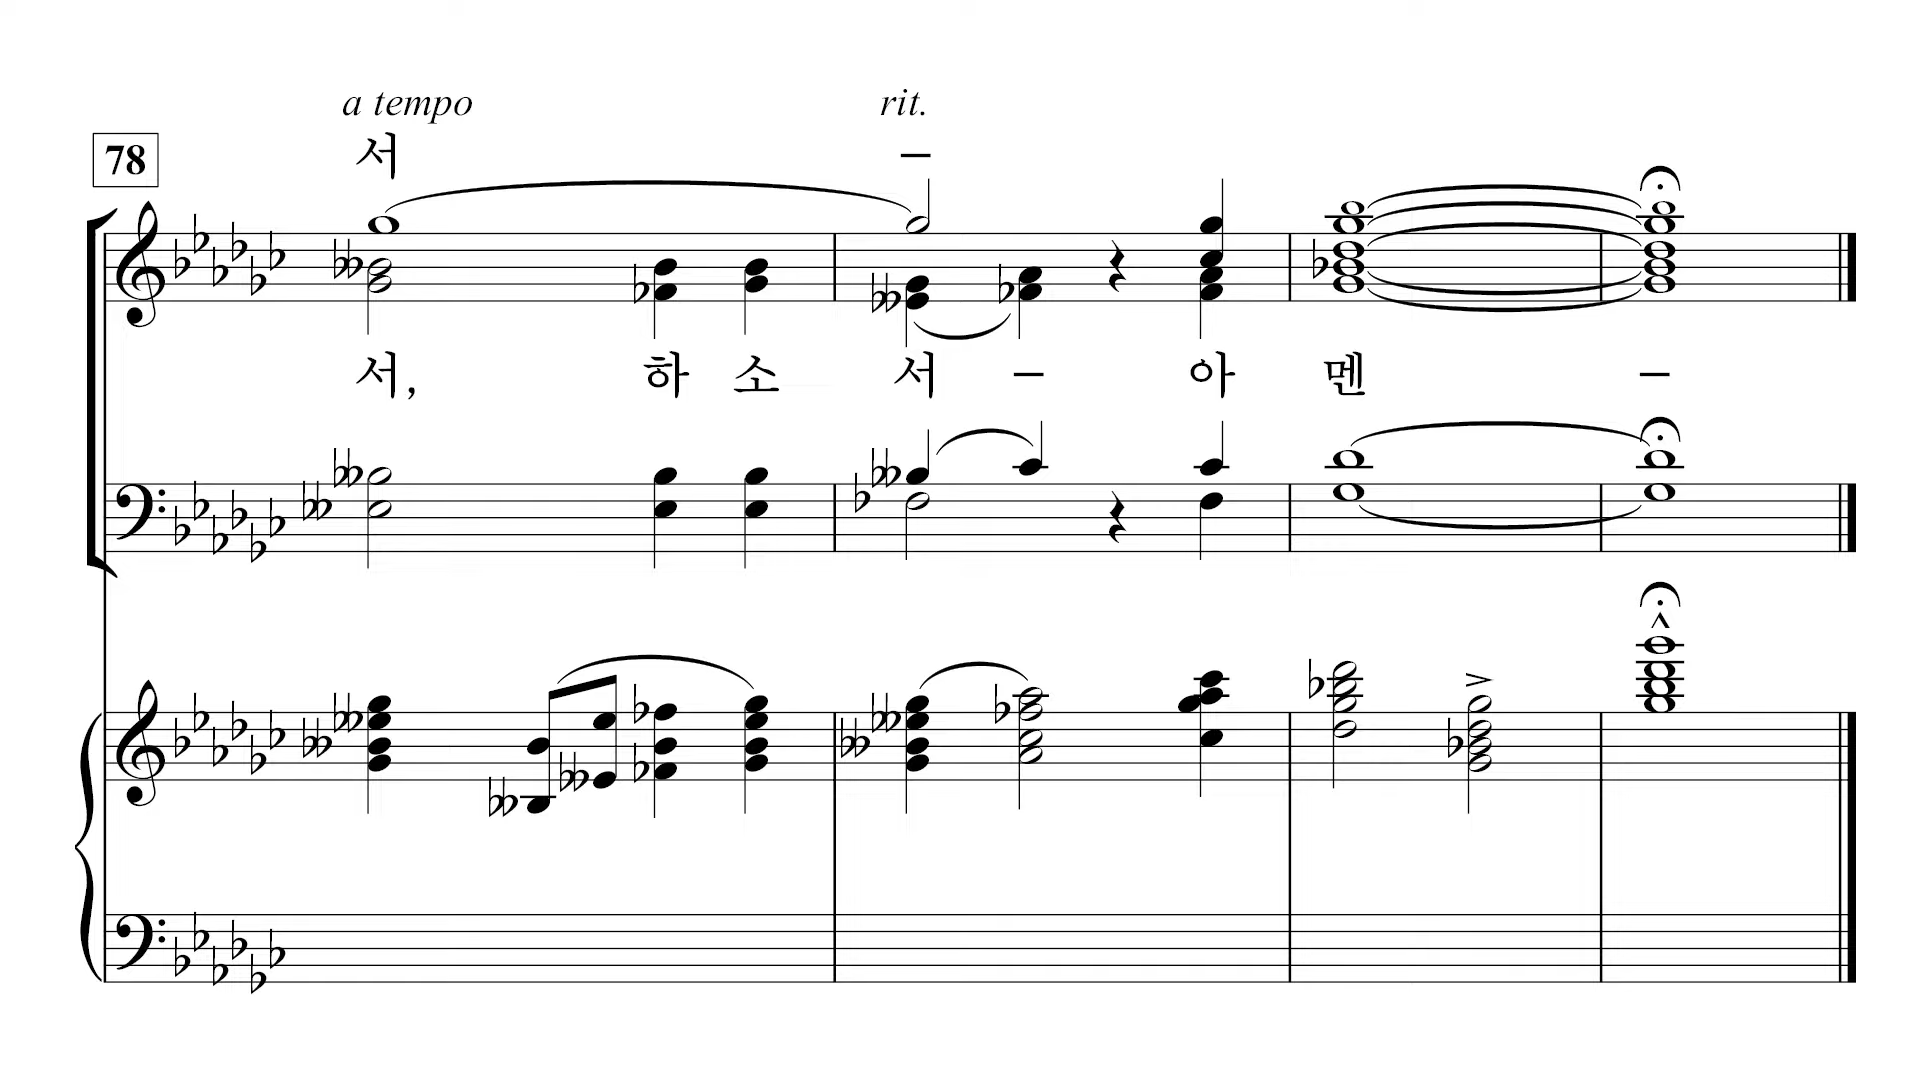 a tempo rit.
78 서 –
서, 하 소 서 – 아 멘 –